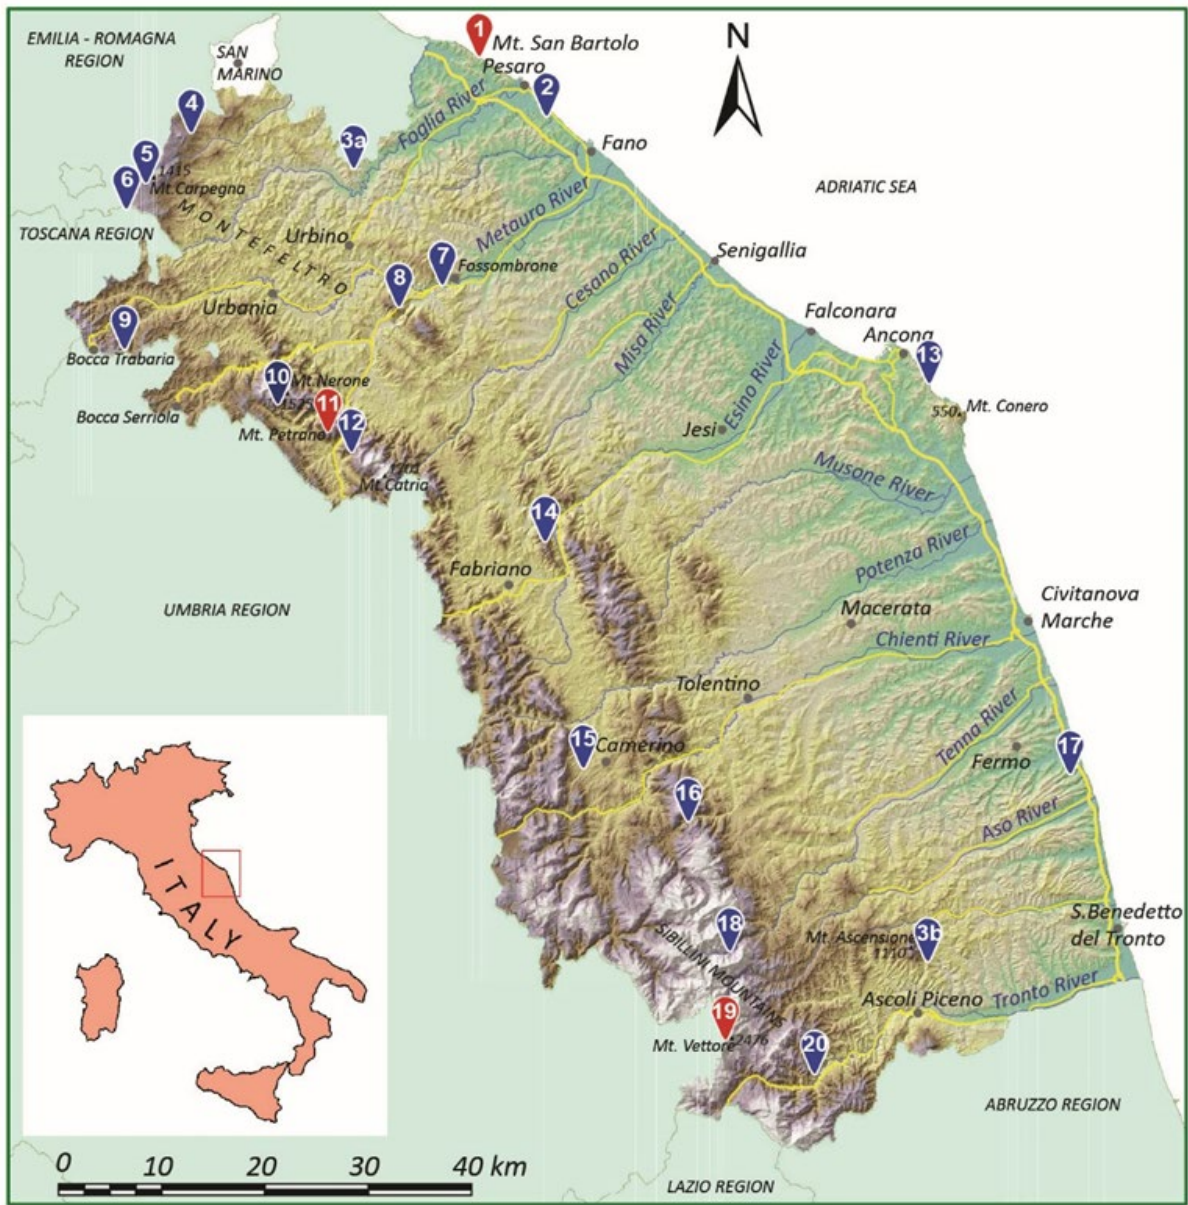 EMILIA - ROMAGNA
REGION
SAN
MARINO
1
Mt. San Bartolo
Pesaro
N
2
4
3a
Foglia River
Fano
5
1415
Mt.Carpegna
6
ADRIATIC SEA
TOSCANA REGION
MONTEFELTRO
Urbino
Metauro River
Senigallia
7
Fossombrone
8
Cesano River
Urbania
Misa River
Falconara
9
Bocca Trabaria
Ancona
13
10
Mt.Nerone
1525
Esino River
550
Mt. Conero
Bocca Serriola
11
Mt. Petrano
12
Jesi
Mt.Catria
Musone River
14
Potenza River
Fabriano
UMBRIA REGION
Macerata
Civitanova
Marche
Chienti River
Tolentino
Tenna River
15
Camerino
Fermo
17
16
Aso River
ITALY
18
SIBILLINI MOUNTAINS
Mt. Ascensione
1110
3b
S.Benedetto
del Tronto
Ascoli Piceno
Tronto River
19
Mt. Vettore
2476
20
ABRUZZO REGION
0 10 20 40 km
LAZIO REGION